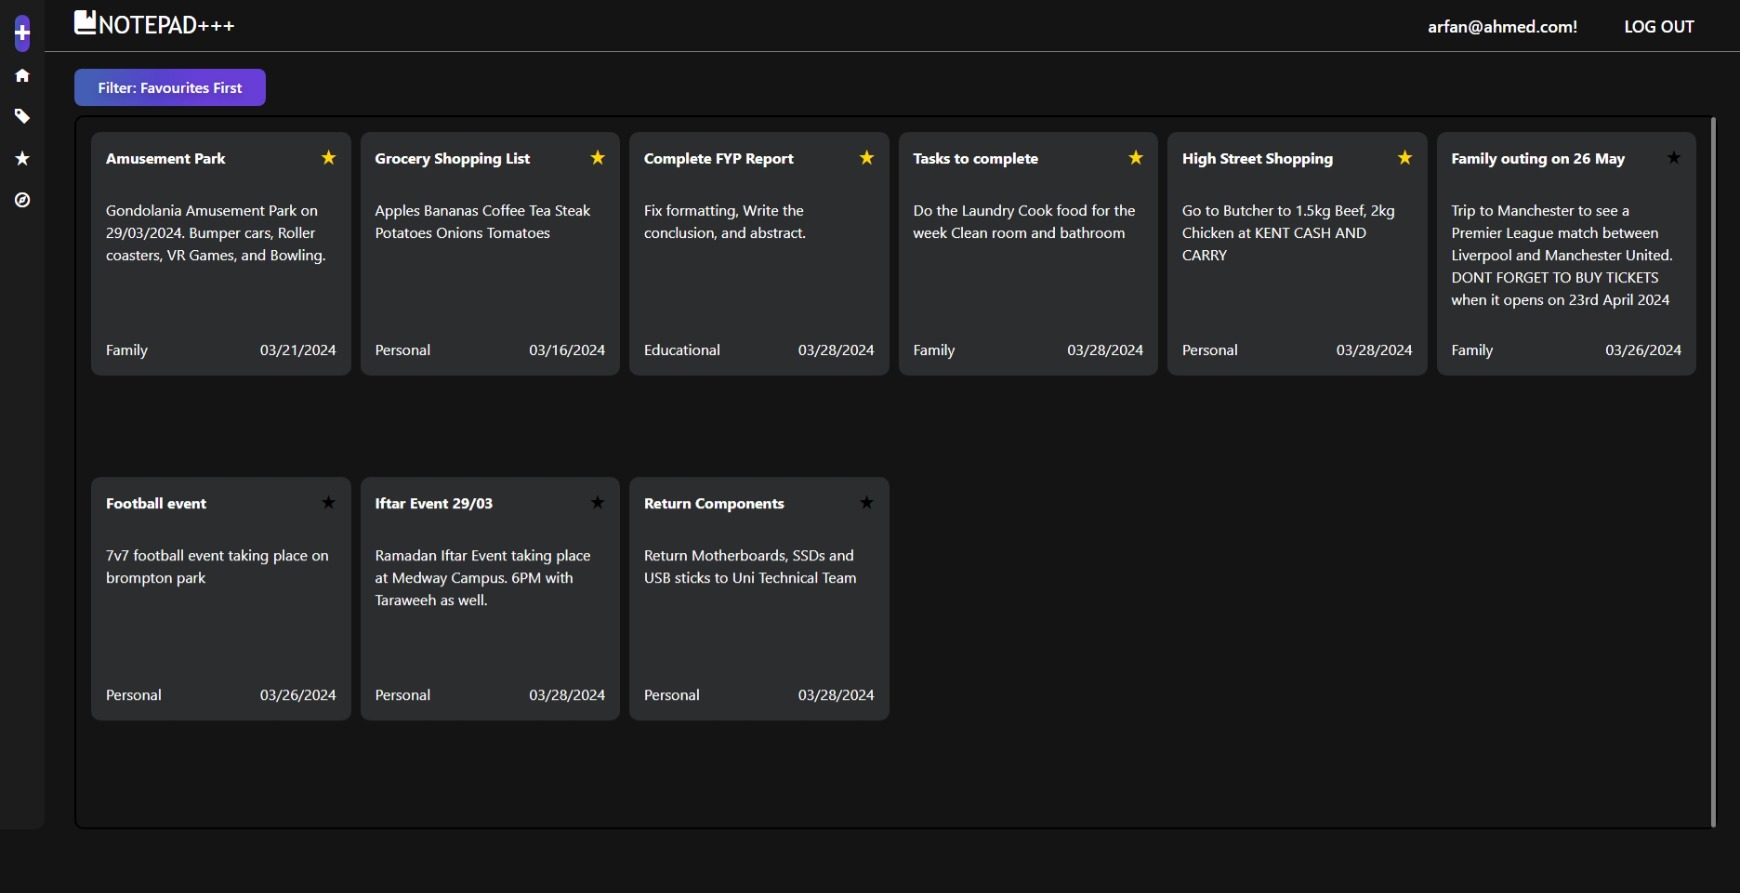 NOTEPAD+++
arfan@ahmed.com!
LOG OUT
Filter: Favourites First
Amusement Park
Gondolania Amusement Park on
29/03/2024. Bumper cars, Roller
coasters, VR Games, and Bowling.
Family
03/21/2024
Grocery Shopping List
Apples Bananas Coffee Tea Steak
Potatoes Onions Tomatoes
Personal
03/16/2024
Complete FYP Report
Fix formatting, Write the
conclusion, and abstract.
Educational
03/28/2024
Tasks to complete
Do the Laundry Cook food for the
week Clean room and bathroom
Family
03/28/2024
High Street Shopping
Go to Butcher to 1.5kg Beef, 2kg
Chicken at KENT CASH AND
CARRY
Personal
03/28/2024
Family outing on 26 May
Trip to Manchester to see a
Premier League match between
Liverpool and Manchester United.
DONT FORGET TO BUY TICKETS
when it opens on 23rd April 2024
Family
03/26/2024
Football event
7v7 football event taking place on
brompton park
Personal
03/26/2024
Iftar Event 29/03
Ramadan Iftar Event taking place
at Medway Campus. 6PM with
Taraweeh as well.
Personal
03/28/2024
Return Components
Return Motherboards, SSDs and
USB sticks to Uni Technical Team
Personal
03/28/2024